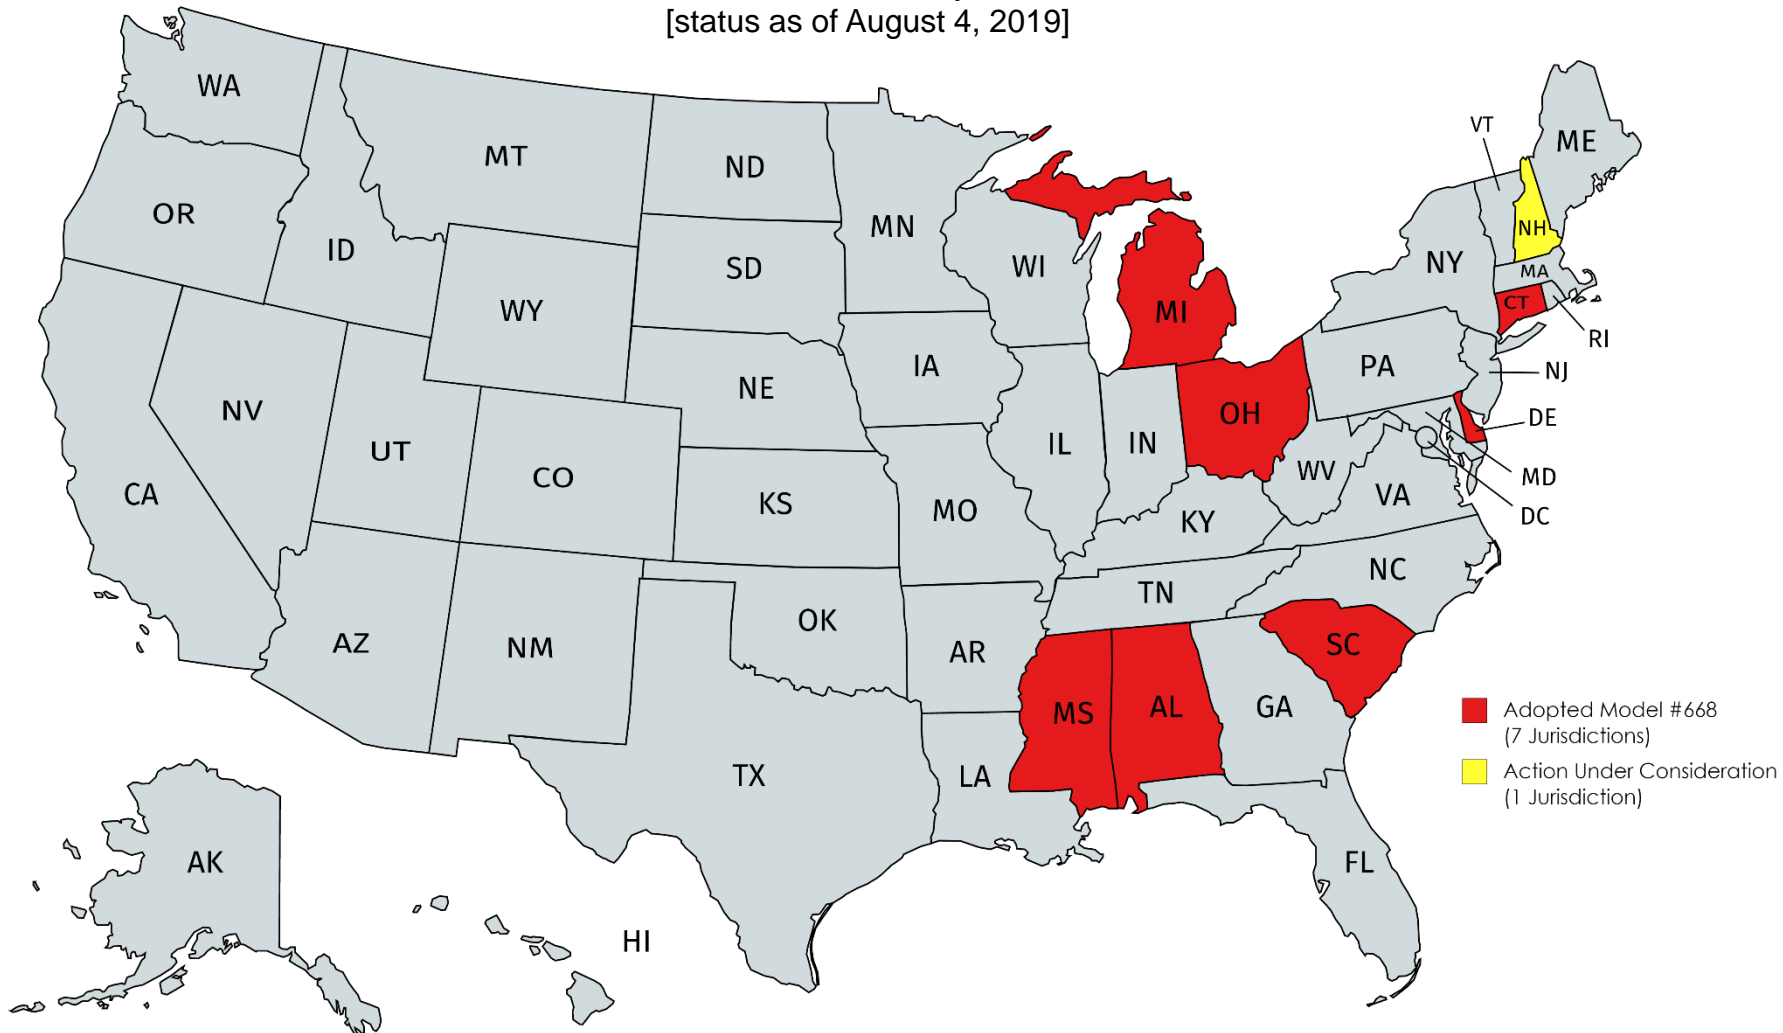 [status as of August 4, 2019]
WA
MT
ND
VT
ME
OR
ID
MN
NH
SD
WI
NY
MA
WY
MI
CT
RI
IA
PA
NJ
NE
NV
OH
DE
UT
IL
IN
CO
WV
MD
CA
KS
MO
VA
DC
KY
NC
TN
OK
AZ
NM
AR
SC
MS
AL
GA
Adopted Model #668
(7 Jurisdictions)
TX
LA
Action Under Consideration
(1 Jurisdiction)
AK
FL
HI